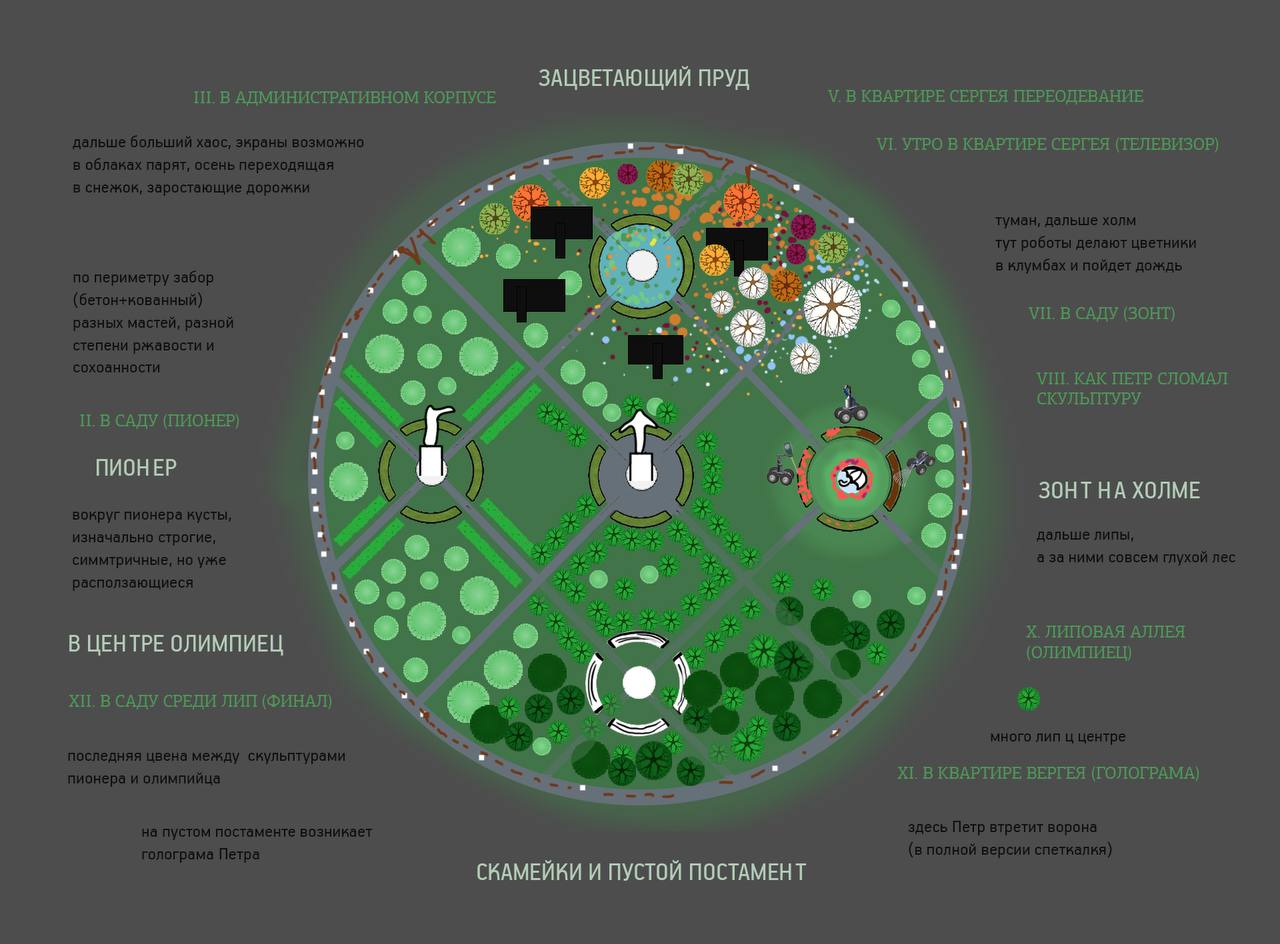 ЗАЦВЕТАЮЩИЙ ПРУД
III. В АДМИНИСТРАТИВНОМ КОРПУСЕ
дальше больший хаос, экраны возможно
в облаках парят, осень переходящая
в снежок, заростающие дорожки
по периметру забор
(бетон+кованный)
разных мастей, разной
степени ржавости и
сохоанности
II. В САДУ (ПИОНЕР)
ПИОНЕР
вокруг пионера кусты,
изначально строгие,
симмтричные, но уже
расползающиеся
В ЦЕНТРЕ ОЛИМПИЕЦ
XII. В САДУ СРЕДИ ЛИП (ФИНАЛ)
последняя цвена между скульптурами
пионера и олимпийца
на пустом постаменте возникает
голограма Петра
V. В КВАРТИРЕ СЕРГЕЯ ПЕРЕОДЕВАНИЕ
VI. УТРО В КВАРТИРЕ СЕРГЕЯ (ТЕЛЕВИЗОР)
туман, дальше холм
тут роботы делают цветники
в клумбах и пойдет дождь
VII. В САДУ (ЗОНТ)
VIII. КАК ПЕТР СЛОМАЛ
СКУЛЬПТУРУ
ЗОНТ НА ХОЛМЕ
дальше липы,
а за ними совсем глухой лес
X. ЛИПОВАЯ АЛЛЕЯ
(ОЛИМПИЕЦ)
много лип ц центре
XI. В КВАРТИРЕ ВЕРГЕЯ (ГОЛОГРАМА)
здесь Петр втретит ворона
(в полной версии спеткалкя)
СКАМЕЙКИ И ПУСТОЙ ПОСТАМЕНТ